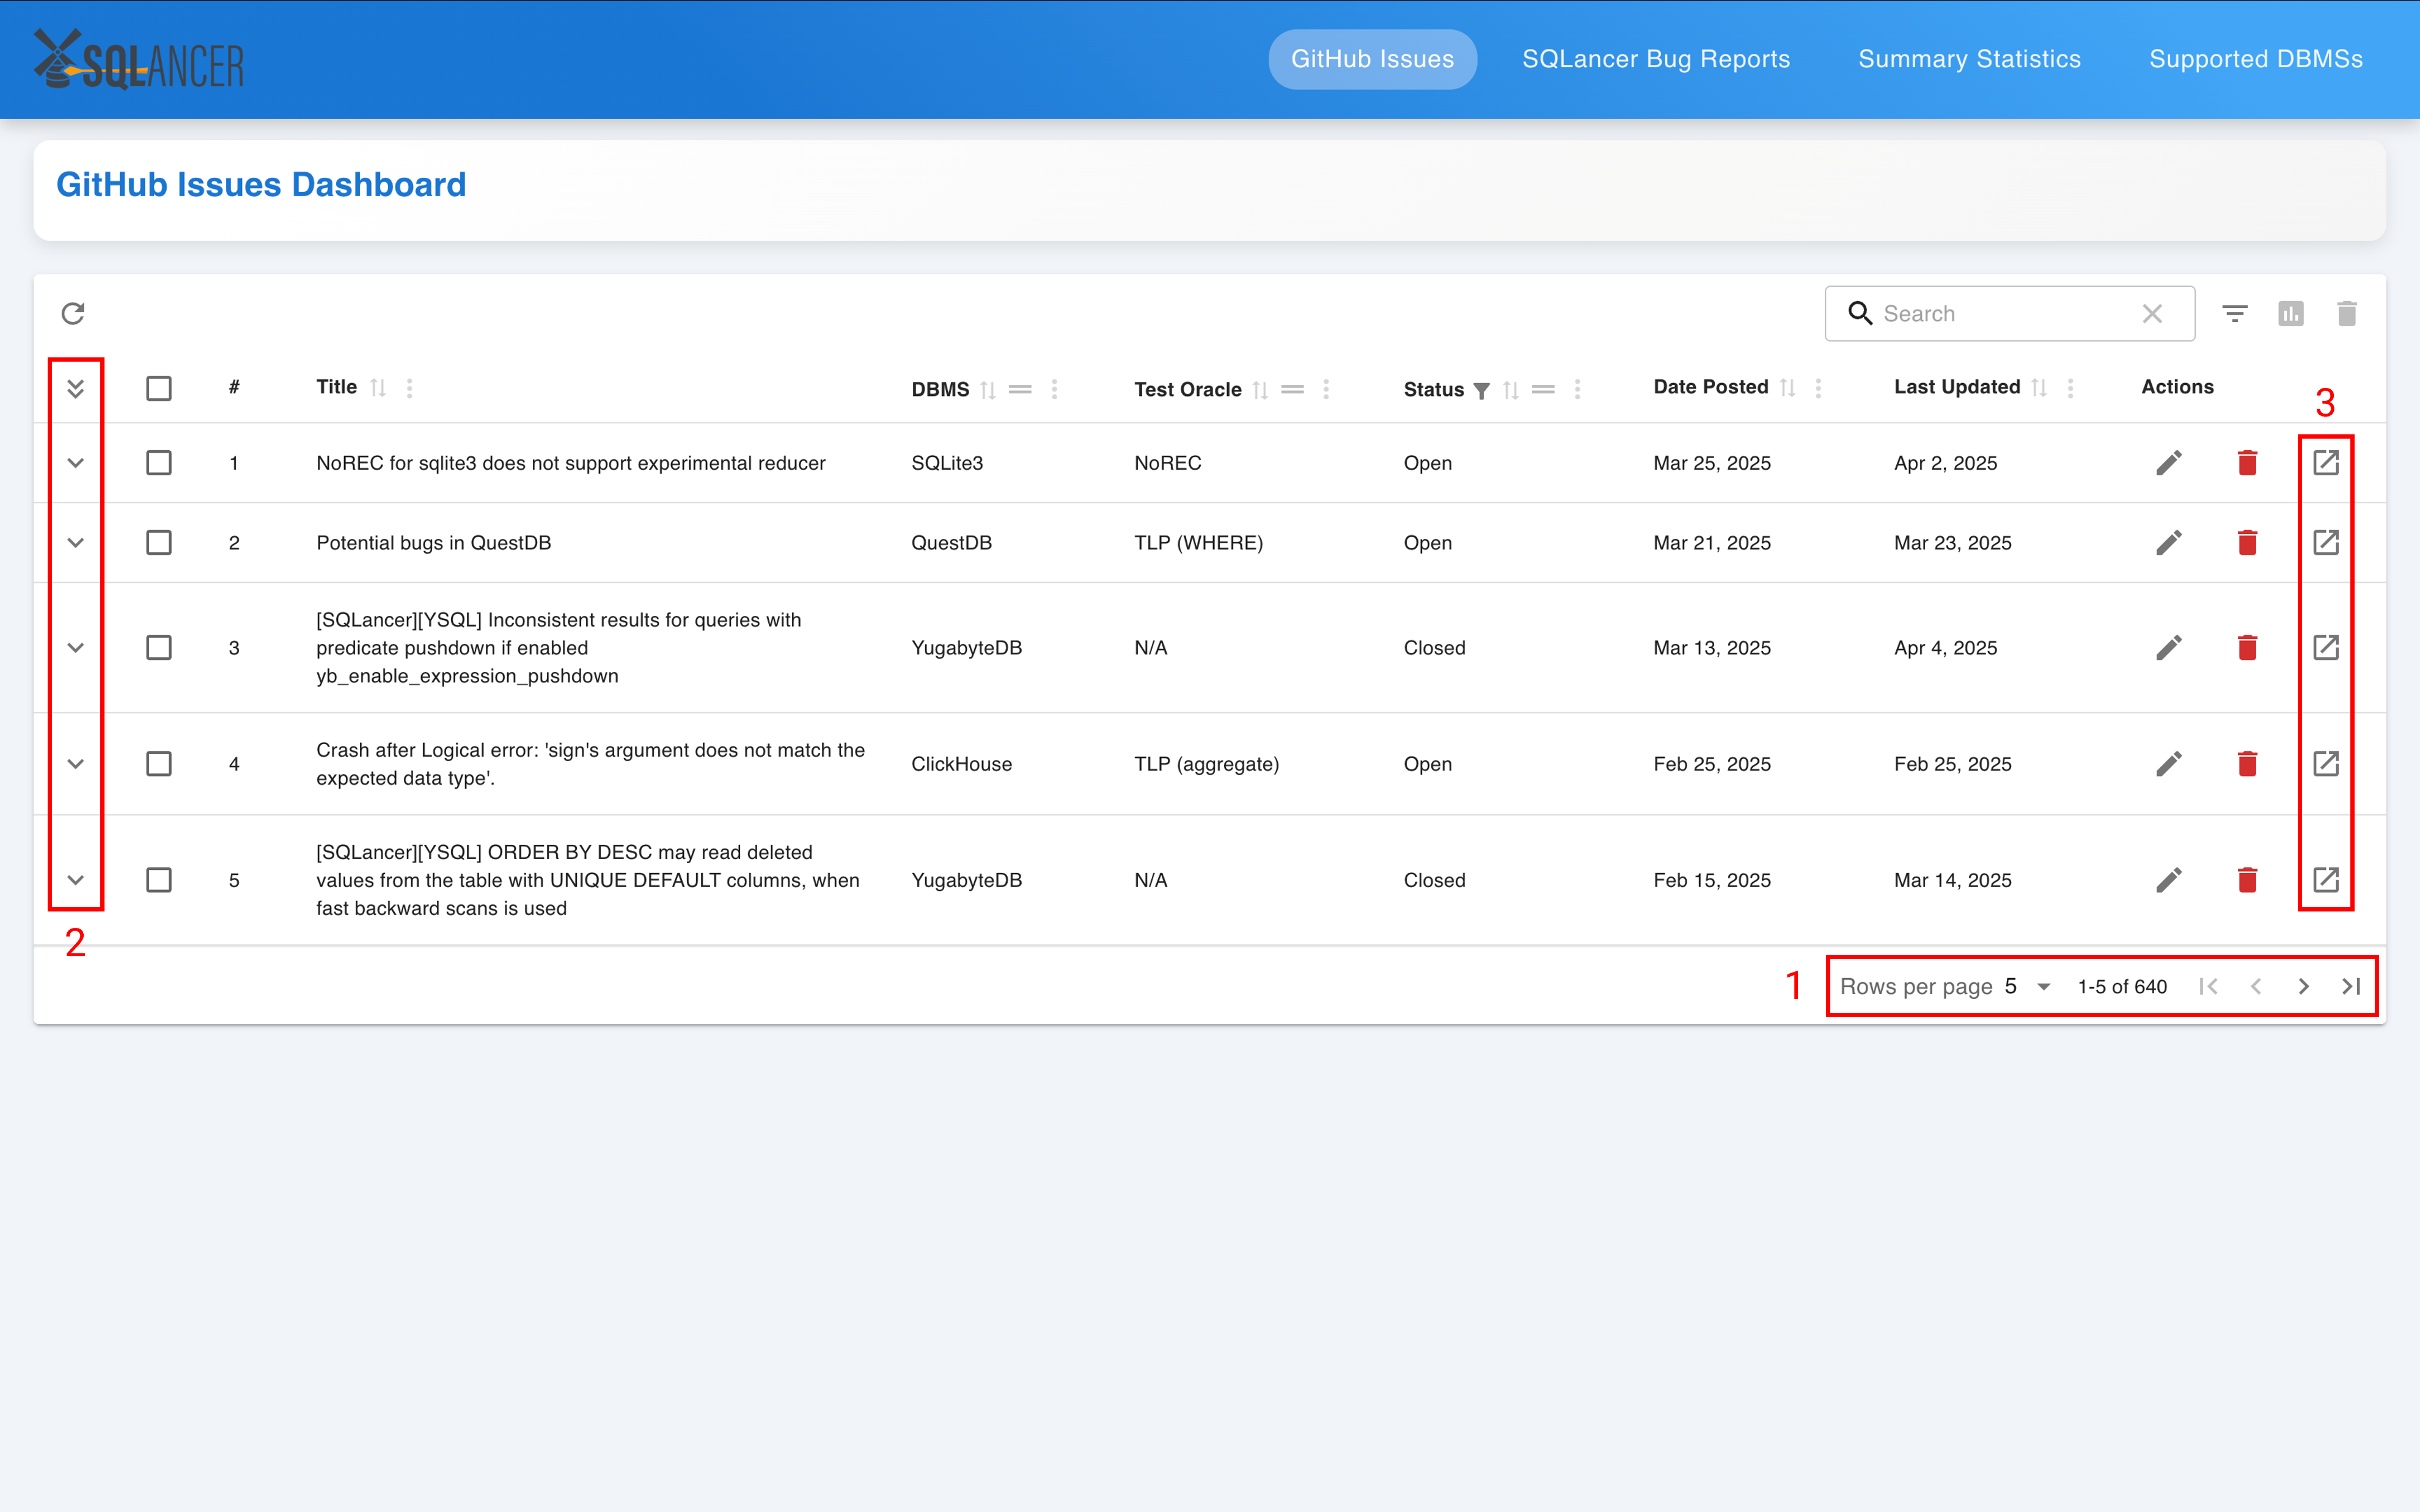 SQLANCER
GitHub Issues
SQLancer Bug Reports
Summary Statistics
Supported DBMSs
GitHub Issues Dashboard
Search
# Title DBMS Test Oracle Status Date Posted Last Updated Actions
3
1 NoREC for sqlite3 does not support experimental reducer SQLite3 NoREC Open Mar 25, 2025 Apr 2, 2025
2 Potential bugs in QuestDB QuestDB TLP (WHERE) Open Mar 21, 2025 Mar 23, 2025
[SQLancer][YSQL] Inconsistent results for queries with
3 predicate pushdown if enabled YugabyteDB N/A Closed Mar 13, 2025 Apr 4, 2025
yb_enable_expression_pushdown
Crash after Logical error: 'sign's argument does not match the
4 ClickHouse TLP (aggregate) Open Feb 25, 2025 Feb 25, 2025
expected data type'.
[SQLancer][YSQL] ORDER BY DESC may read deleted
5 values from the table with UNIQUE DEFAULT columns, when YugabyteDB N/A Closed Feb 15, 2025 Mar 14, 2025
fast backward scans is used
2
1
Rows per page 5 1-5 of 640